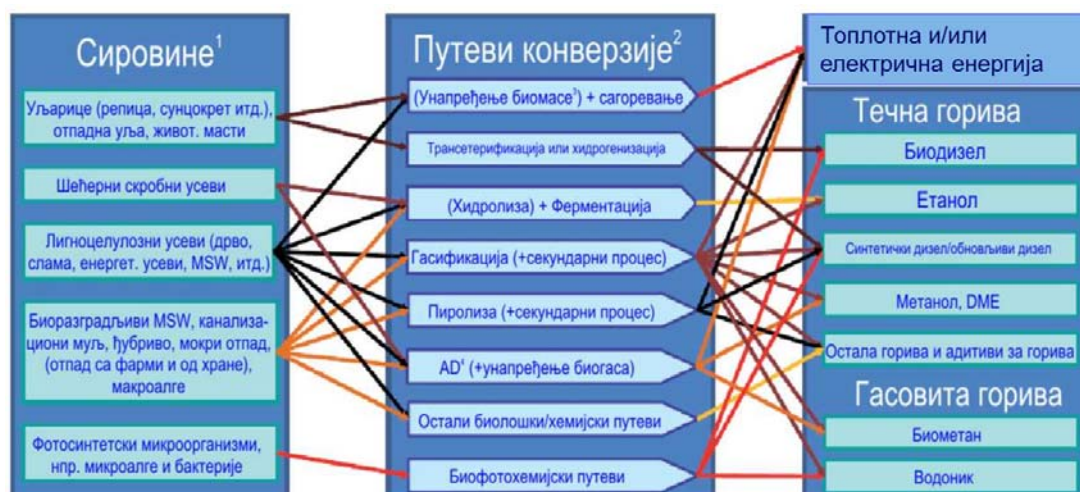 Сировине¹
Уљарице (репица, сунцокрет итд.),
отпадна уља, живот. масти
Шећерни скробни усеви
Лигноцелулозни усеви (дрво,
слама, енергет. усеви, MSW, итд.)
Биоразградљиви MSW, канализа-
циони муљ, ђубриво, мокри отпад,
(отпад са фарми и од хране),
макроалге
Фотосинтетски микроорганизми,
нпр. микроалге и бактерије
Путеви конверзије²
(Унапређење биомасе³) + сагоревање
Трансетерификација или хидрогенизација
(Хидролиза) + Ферментација
Гасификација (+секундарни процес)
Пиролиза (+секундарни процес)
AD⁴ (+унапређење биогаса)
Остали биолошки/хемијски путеви
Биофотохемијски путеви
Топлотна и/или
електрична енергија
Течна горива
Биодизел
Етанол
Синтетички дизел/обновљиви дизел
Метанол, DME
Остала горива и адитиви за горива
Гасовита горива
Биометан
Водоник